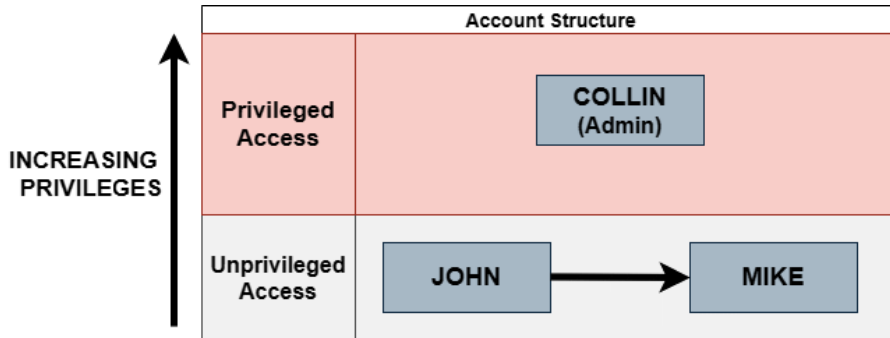 Account Structure
Privileged
Access
COLLIN
(Admin)
INCREASING
PRIVILEGES
Unprivileged
Access
JOHN
MIKE